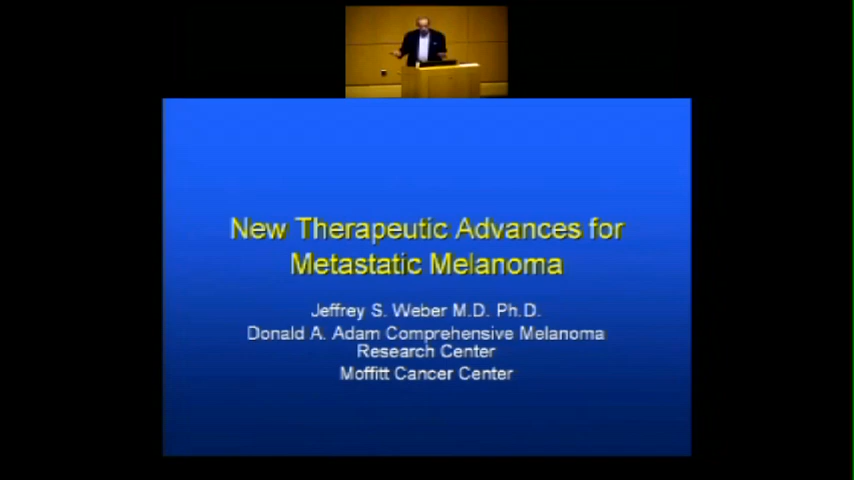 New Therapeutic Advances for
Metastatic Melanoma
Jeffrey S. Weber M.D. Ph.D.
Donald A. Adam Comprehensive Melanoma
Research Center
Moffitt Cancer Center